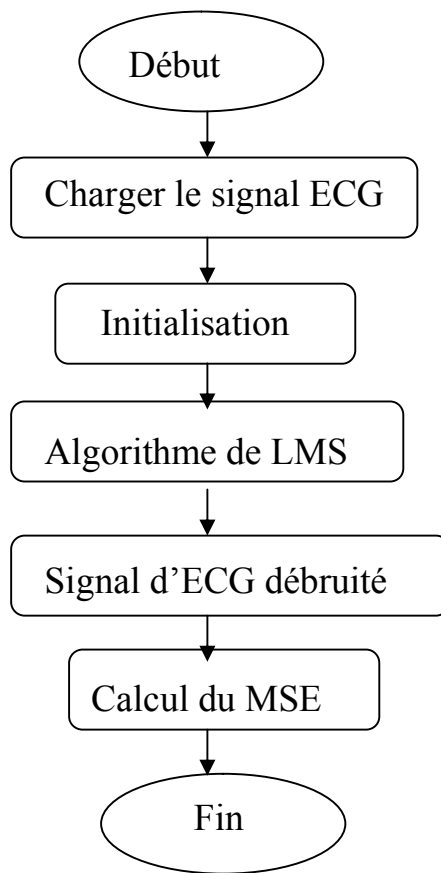 Début
Charger le signal ECG
Initialisation
Algorithme de LMS
Signal d’ECG débruité
Calcul du MSE
Fin